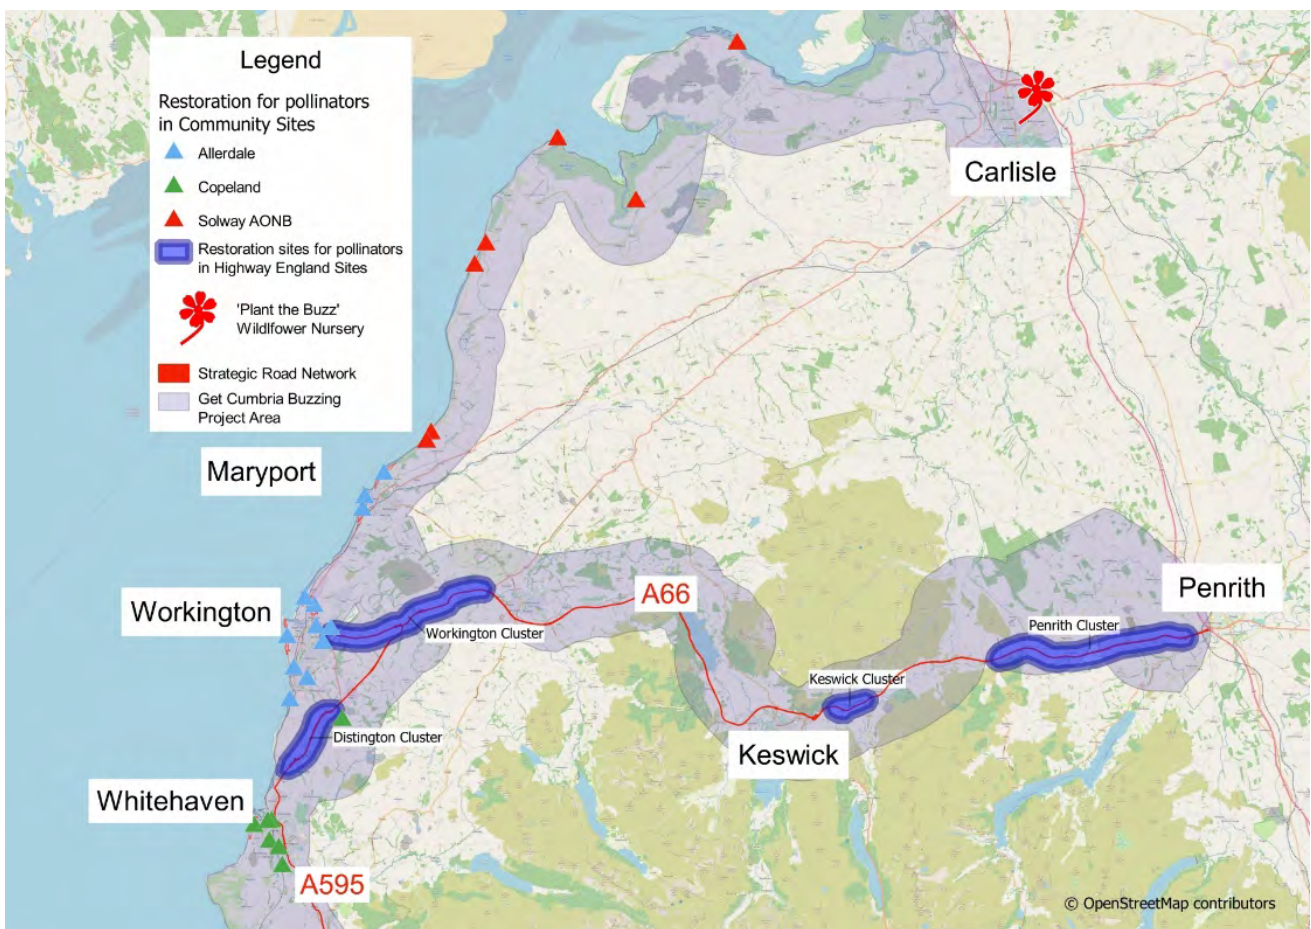 Legend
Restoration for pollinators
in Community Sites
Allerdale
Copeland
Solway AONB
Restoration sites for pollinators
in Highway England Sites
'Plant the Buzz'
Wildlfower Nursery
Strategic Road Network
Get Cumbria Buzzing
Project Area
Carlisle
Maryport
Workington
A66
Penrith
Workington Cluster
Penrith Cluster
Keswick Cluster
Distington Cluster
Keswick
Whitehaven
A595
© OpenStreetMap contributors